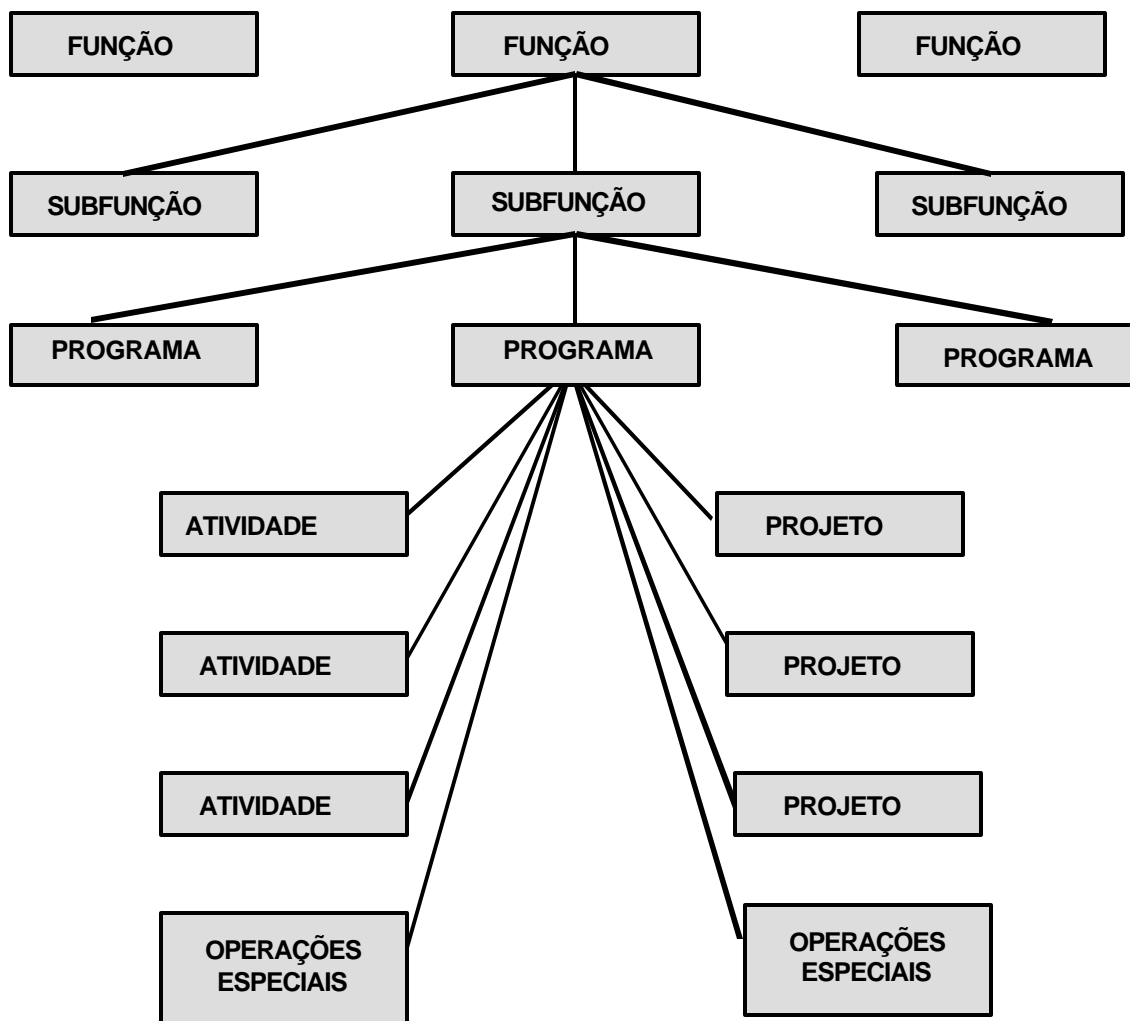 FUNÇÃO
FUNÇÃO
FUNÇÃO
SUBFUNÇÃO
SUBFUNÇÃO
SUBFUNÇÃO
PROGRAMA
PROGRAMA
PROGRAMA
ATIVIDADE
PROJETO
ATIVIDADE
PROJETO
ATIVIDADE
PROJETO
OPERAÇÕES
ESPECIAIS
OPERAÇÕES
ESPECIAIS